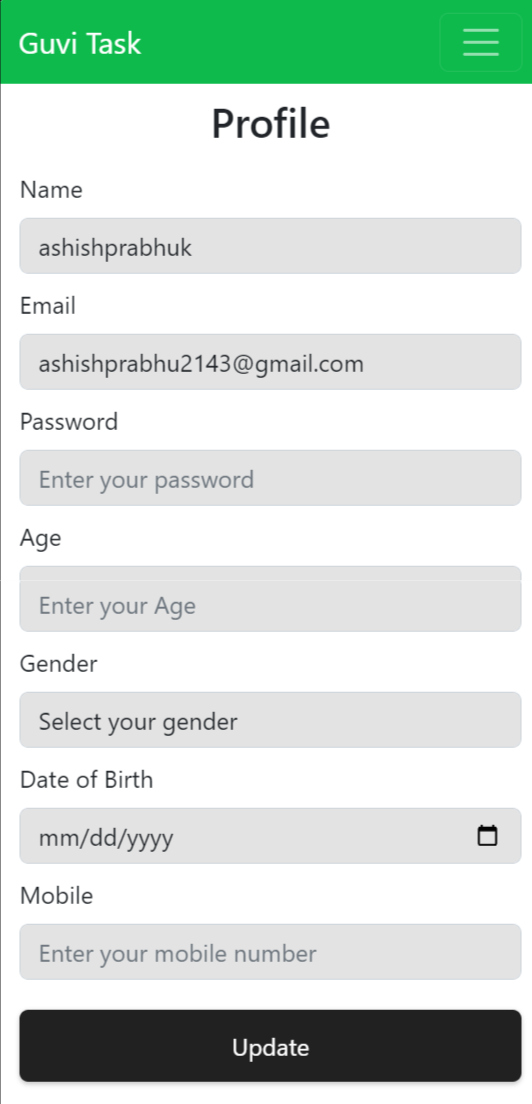 Guvi Task
Profile
Name
ashishprabhuk
Email
ashishprabhu2143@gmail.com
Password
Enter your password
Age
Enter your Age
Gender
Select your gender
Date of Birth
mm/dd/yyyy
Mobile
Enter your mobile number
Update